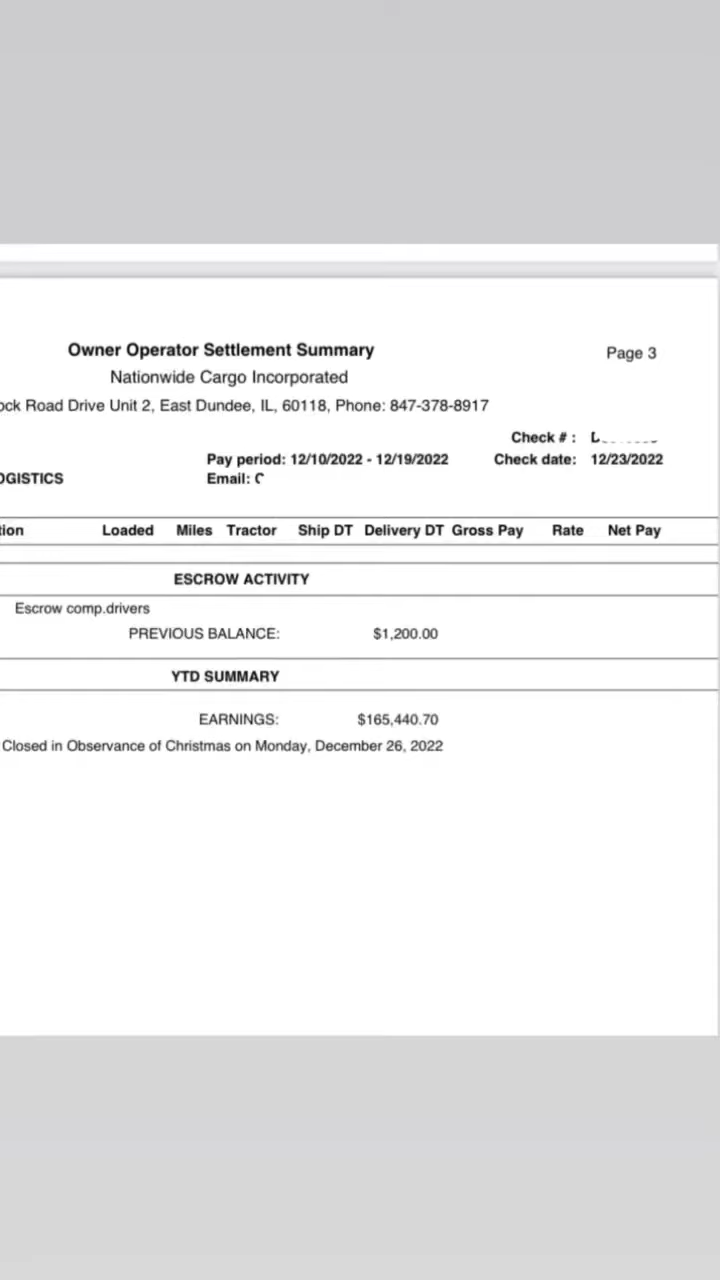 Owner Operator Settlement Summary
Page 3
Nationwide Cargo Incorporated
Road Drive Unit 2, East Dundee, IL, 60118, Phone: 847-378-8917
Check # :
Pay period: 12/10/2022 - 12/19/2022 Check date: 12/23/2022
OGISTICS Email:
tion Loaded Miles Tractor Ship DT Delivery DT Gross Pay Rate Net Pay
ESCROW ACTIVITY
Escrow comp.drivers
PREVIOUS BALANCE: $1,200.00
YTD SUMMARY
EARNINGS: $165,440.70
Closed in Observance of Christmas on Monday, December 26, 2022